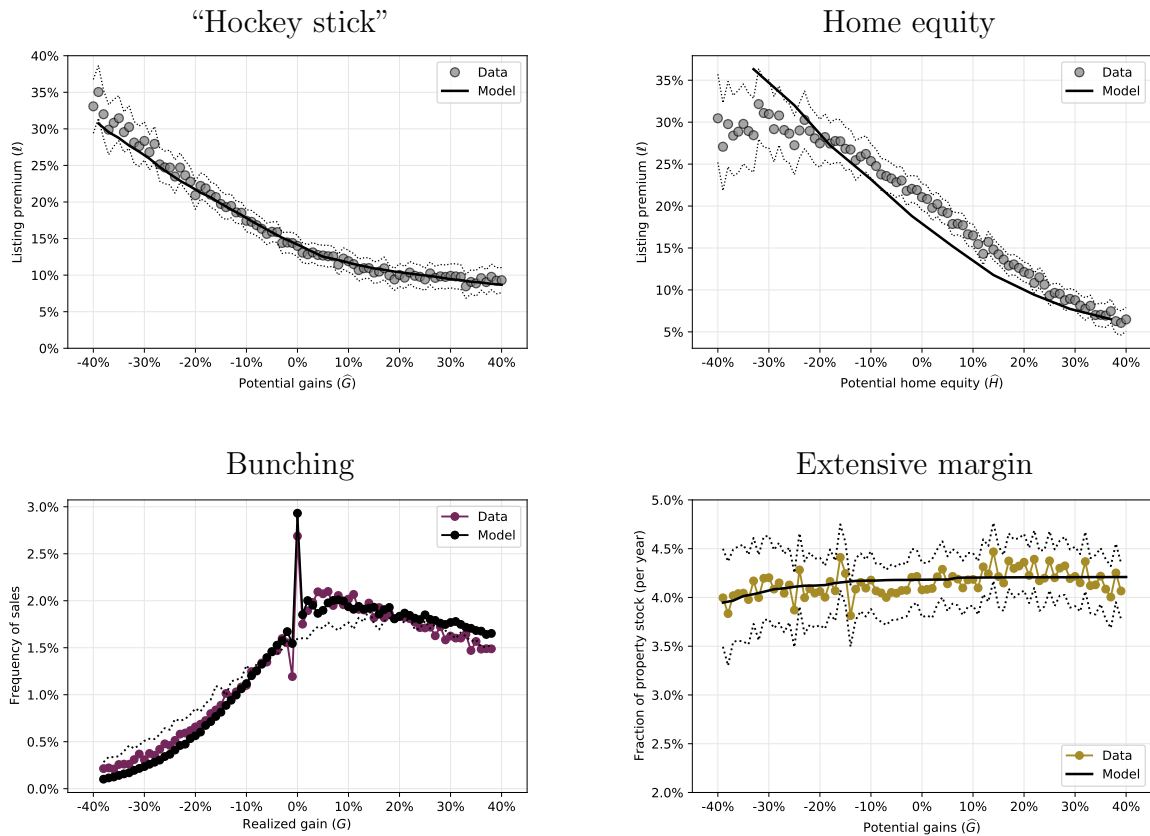 “Hockey stick”
40%
35%
30%
25%
20%
15%
10%
5%
0%
Listing premium (ℓ)
Data
Model
-40% -30% -20% -10% 0% 10% 20% 30% 40%
Potential gains (Ĝ)
Home equity
35%
30%
25%
20%
15%
10%
5%
Listing premium (ℓ)
Data
Model
-40% -30% -20% -10% 0% 10% 20% 30% 40%
Potential home equity (Ĥ)
Bunching
3.0%
2.5%
2.0%
1.5%
1.0%
0.5%
0.0%
Frequency of sales
Data
Model
-40% -30% -20% -10% 0% 10% 20% 30% 40%
Realized gain (G)
Extensive margin
5.0%
4.5%
4.0%
4.0%
3.0%
2.5%
2.0%
Fraction of property stock (per year)
Data
Model
-40% -30% -20% -10% 0% 10% 20% 30% 40%
Potential gains (Ĝ)